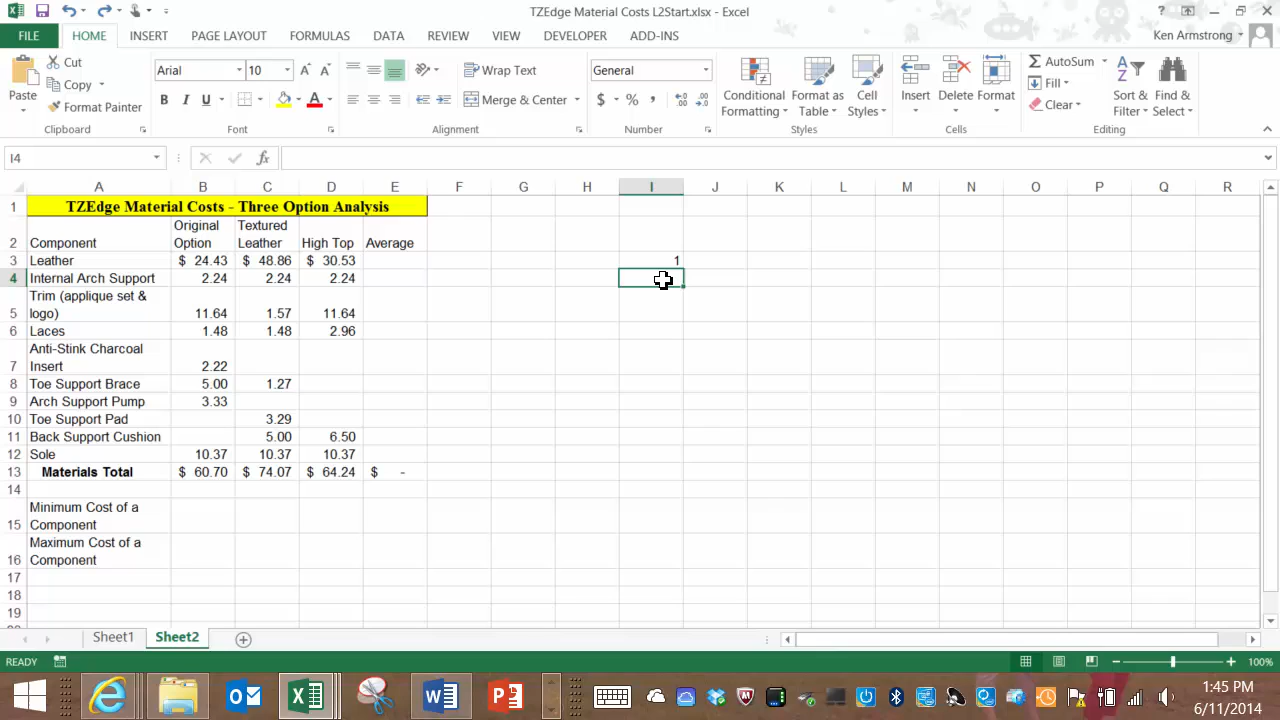 TZEdge Material Costs L2Start.xlsx - Excel
FILE HOME INSERT PAGE LAYOUT FORMULAS DATA REVIEW VIEW DEVELOPER ADD-INS Ken Armstrong
Paste Cut Copy Format Painter Clipboard
Arial 10 B I U A Font
Wrap Text Merge & Center Alignment
General $ % , Number
Conditional Formatting Format as Table Cell Styles Styles
Insert Delete Format Cells
AutoSum Fill Clear Sort & Filter Find & Select Editing
I4 fx
A B C D E F G H I J K L M N O P Q R
1 TZEdge Material Costs - Three Option Analysis
Original Textured
2 Component Option Leather High Top Average
3 Leather $ 24.43 $ 48.86 $ 30.53 1
4 Internal Arch Support 2.24 2.24 2.24
Trim (applique set &
5 logo) 11.64 1.57 11.64
6 Laces 1.48 1.48 2.96
Anti-Stink Charcoal
7 Insert 2.22
8 Toe Support Brace 5.00 1.27
9 Arch Support Pump 3.33
10 Toe Support Pad 3.29
11 Back Support Cushion 5.00 6.50
12 Sole 10.37 10.37 10.37
13 Materials Total $ 60.70 $ 74.07 $ 64.24 $ -
14
Minimum Cost of a
15 Component
Maximum Cost of a
16 Component
17
18
19
Sheet1 Sheet2
READY 100%
1:45 PM
6/11/2014